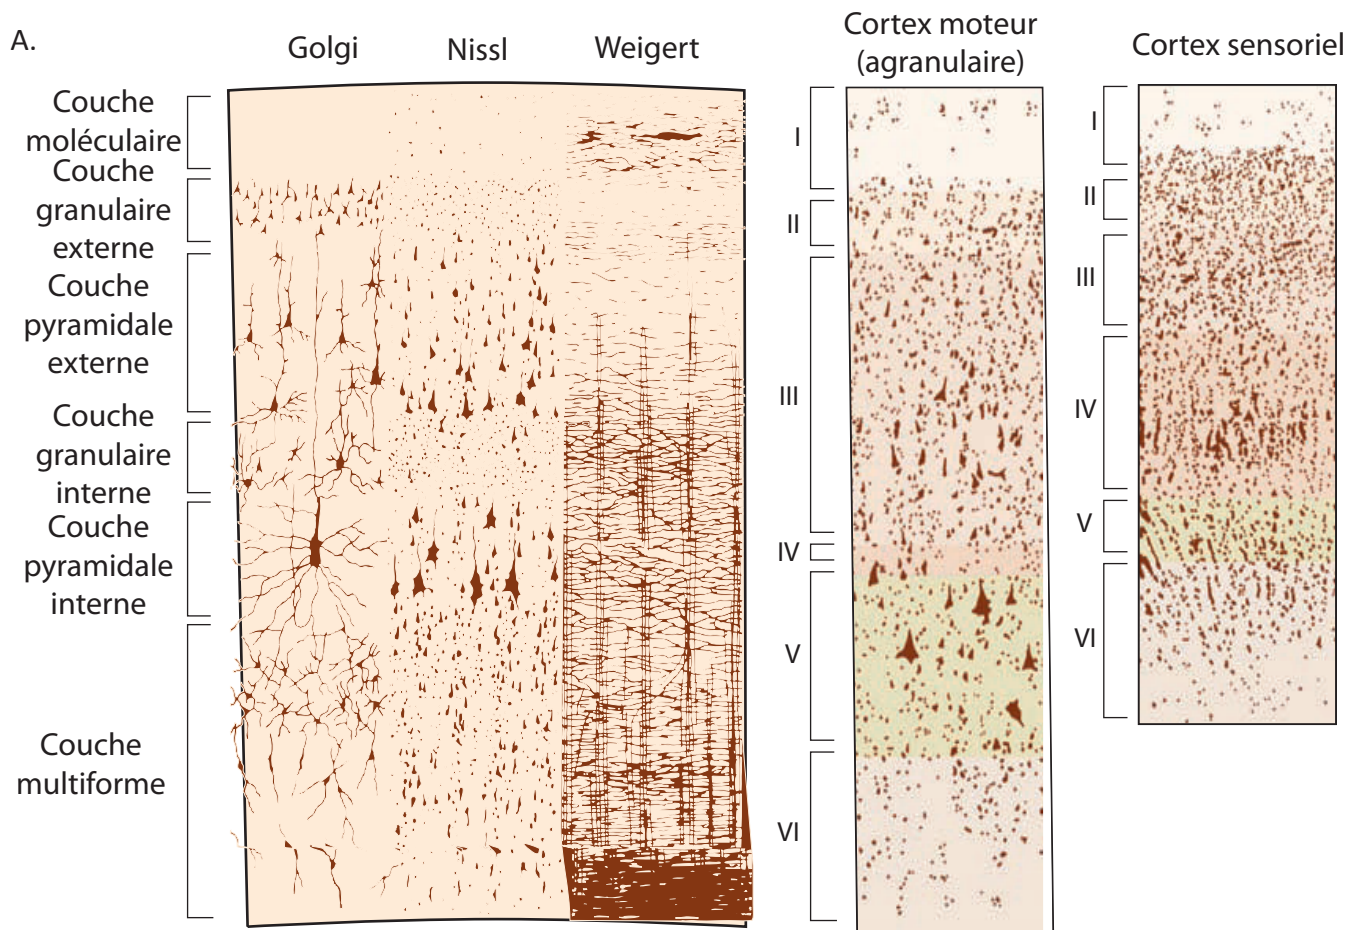 A.
Golgi
Nissl
Weigert
Cortex moteur
(agranulaire)
Cortex sensoriel
Couche
moléculaire
Couche
granulaire
externe
Couche
pyramidale
externe
Couche
granulaire
interne
Couche
pyramidale
interne
Couche
multiforme
I
II
III
IV
V
VI
I
II
III
IV
V
VI